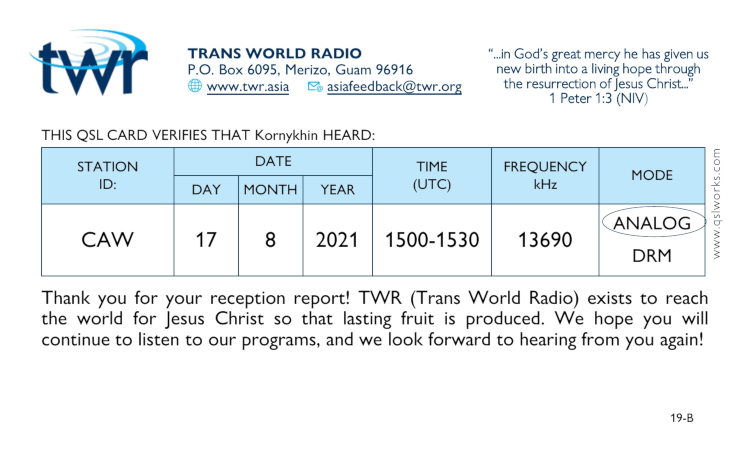 twr
TRANS WORLD RADIO
P.O. Box 6095, Merizo, Guam 96916
www.twr.asia asiafeedback@twr.org
“...in God’s great mercy he has given us
new birth into a living hope through
the resurrection of Jesus Christ...”
1 Peter 1:3 (NIV)
THIS QSL CARD VERIFIES THAT Kornykhin HEARD:
STATION ID: DATE TIME (UTC) FREQUENCY kHz MODE
DAY MONTH YEAR
CAW 17 8 2021 1500-1530 13690 ANALOG
DRM
www.qslworks.com
Thank you for your reception report! TWR (Trans World Radio) exists to reach
the world for Jesus Christ so that lasting fruit is produced. We hope you will
continue to listen to our programs, and we look forward to hearing from you again!
19-B